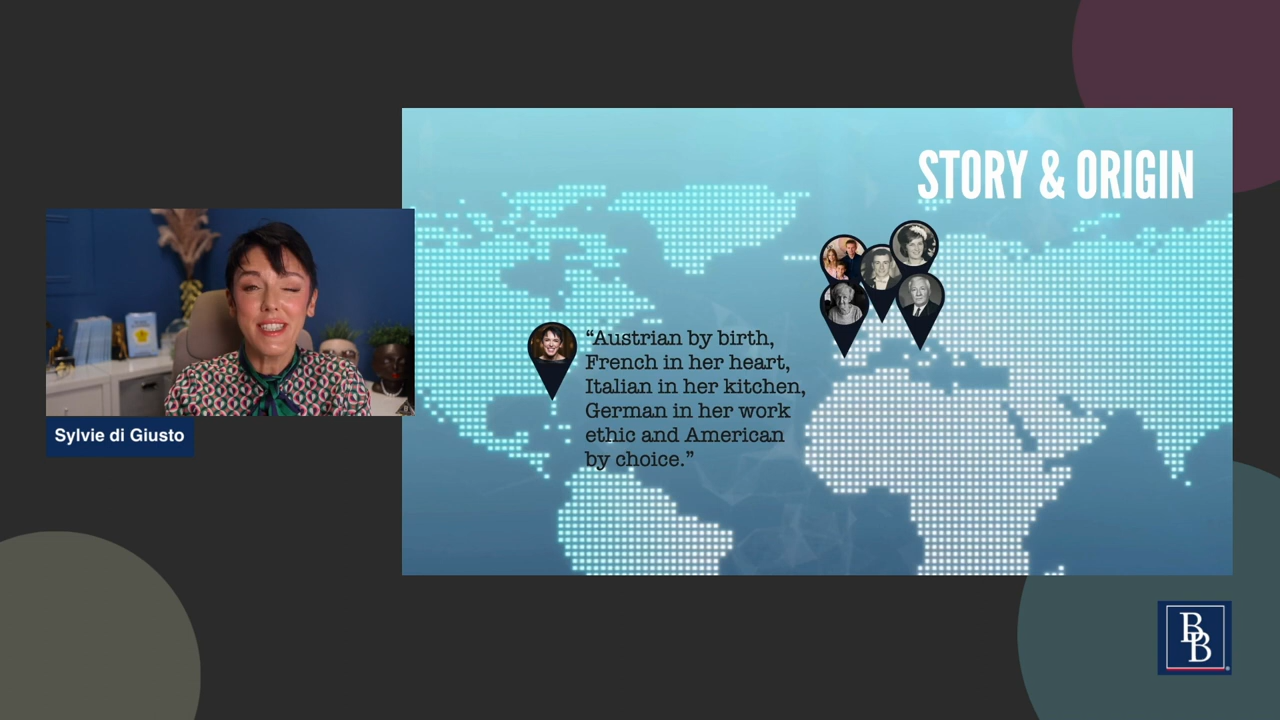 STORY & ORIGIN
“Austrian by birth,
French in her heart,
Italian in her kitchen,
German in her work
ethic and American
by choice.”
Sylvie di Giusto
BB